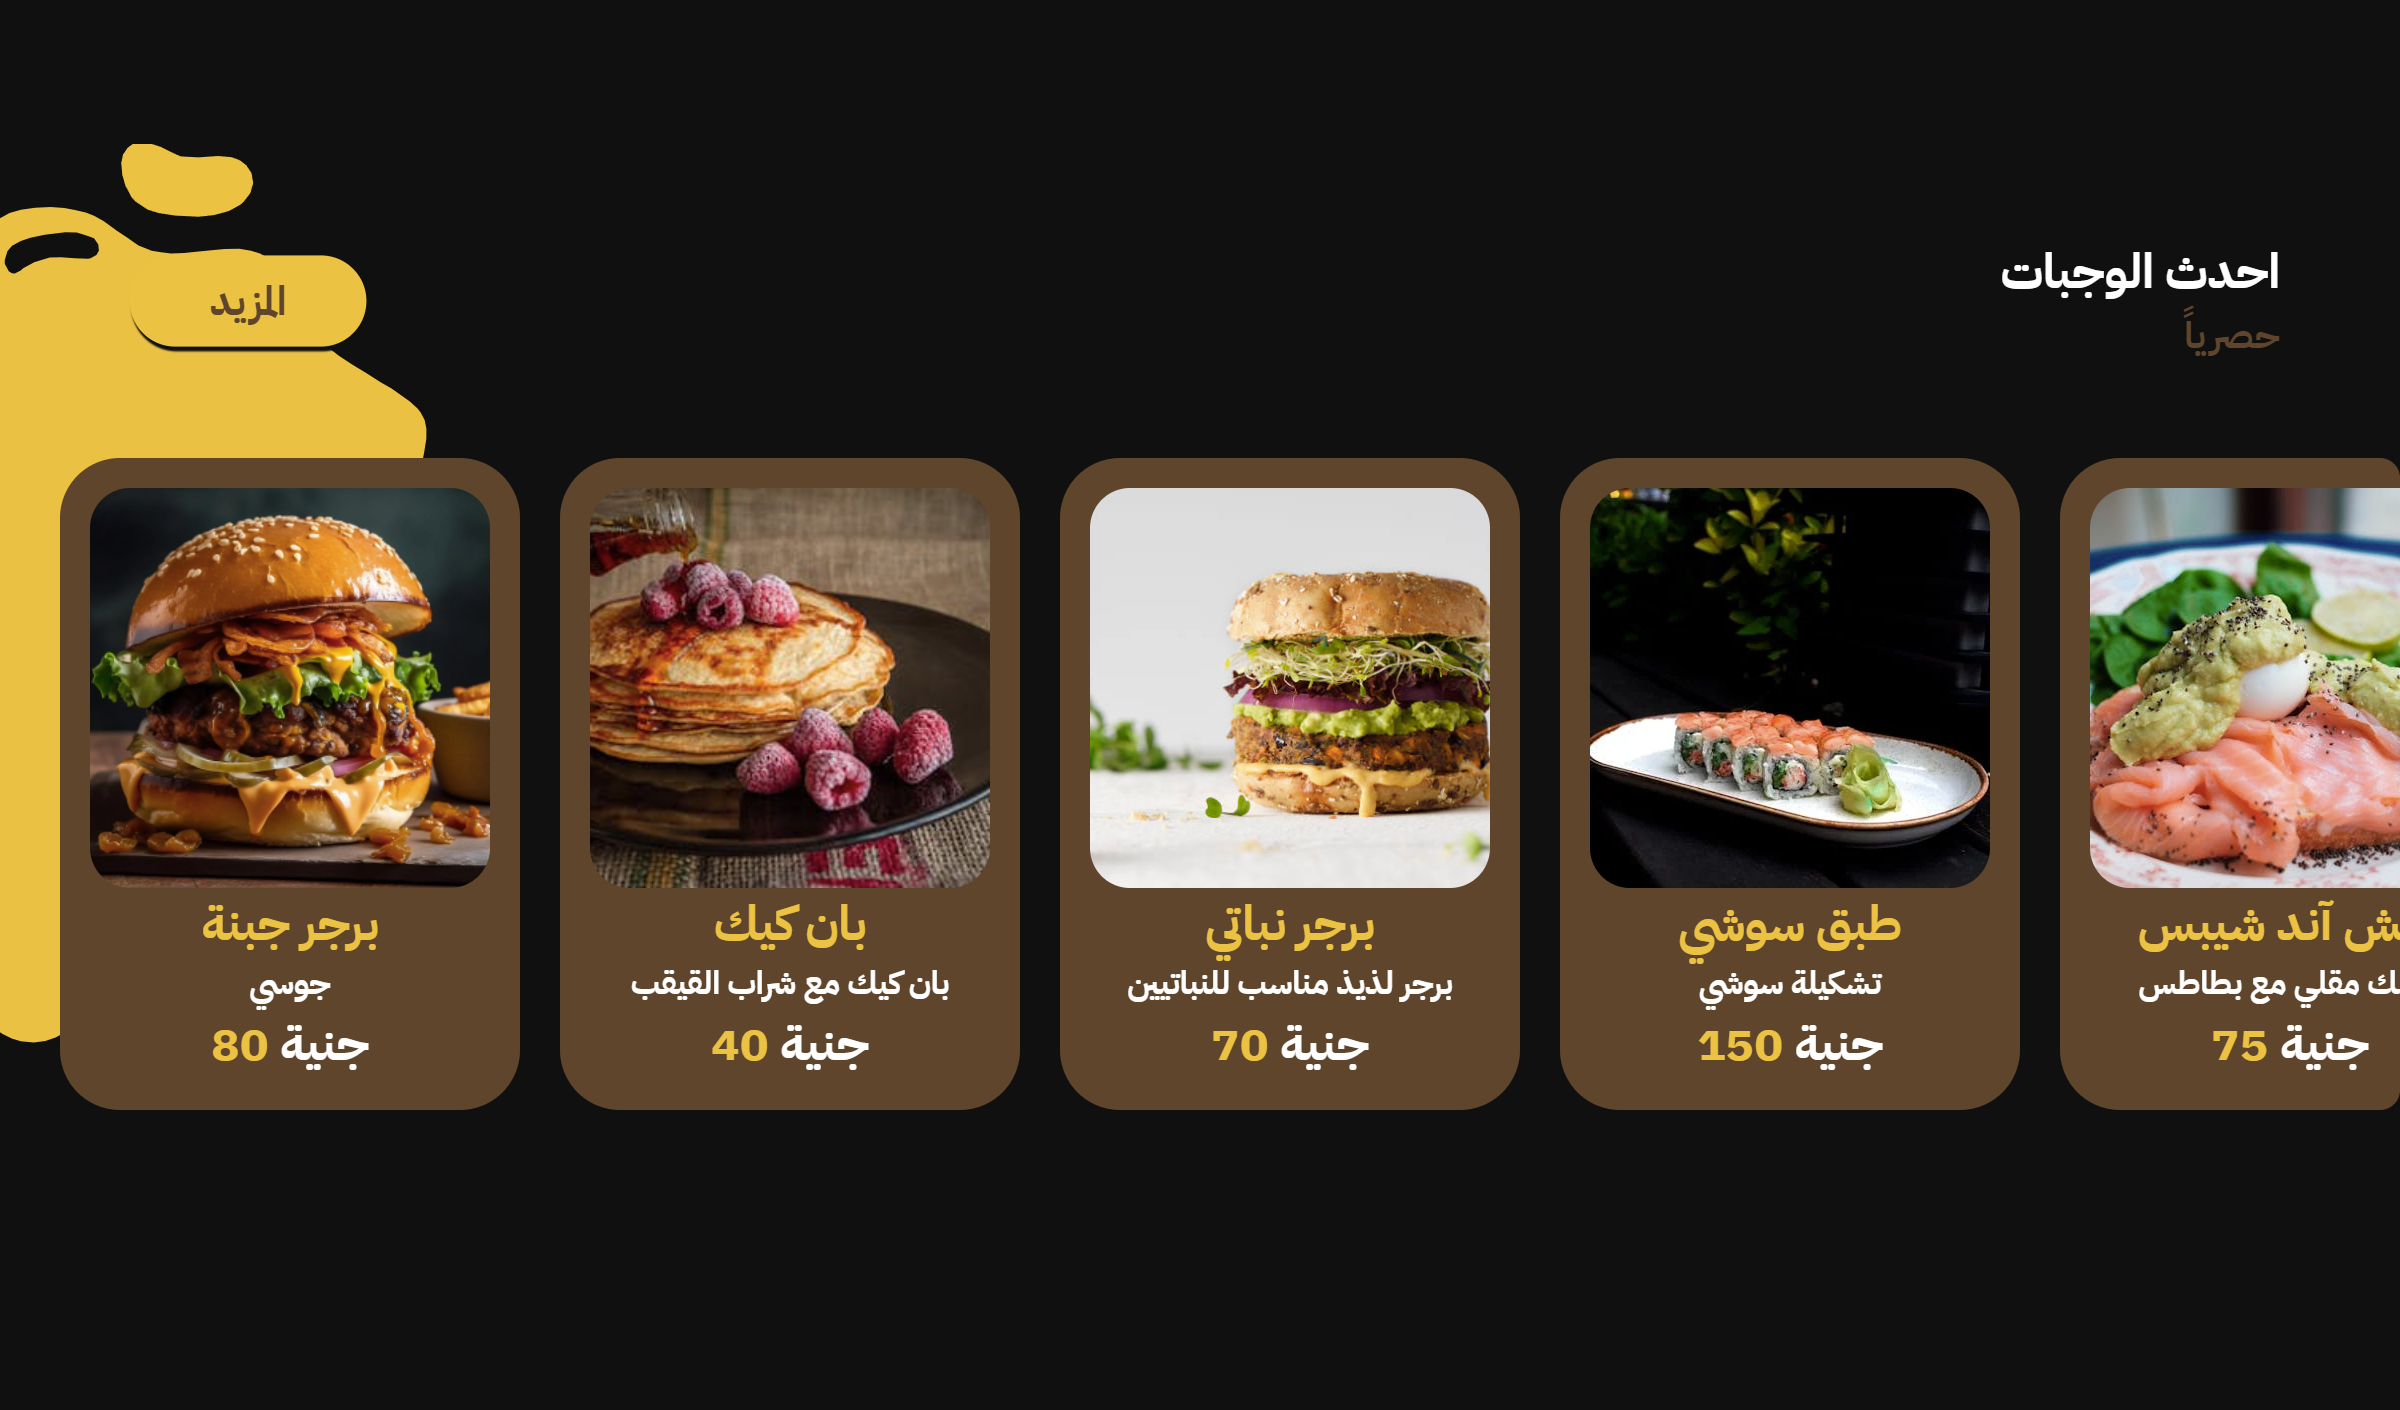 احدث الوجبات
حصرياً
المزيد
آند شيبس
مقلي مع بطاطس
جنية 75
طبق سوشي
تشكيلة سوشي
جنية 150
برجر نباتي
برجر لذيذ مناسب للنباتيين
جنية 70
بان كيك
بان كيك مع شراب القيقب
جنية 40
برجر جبنة
جوسي
جنية 80